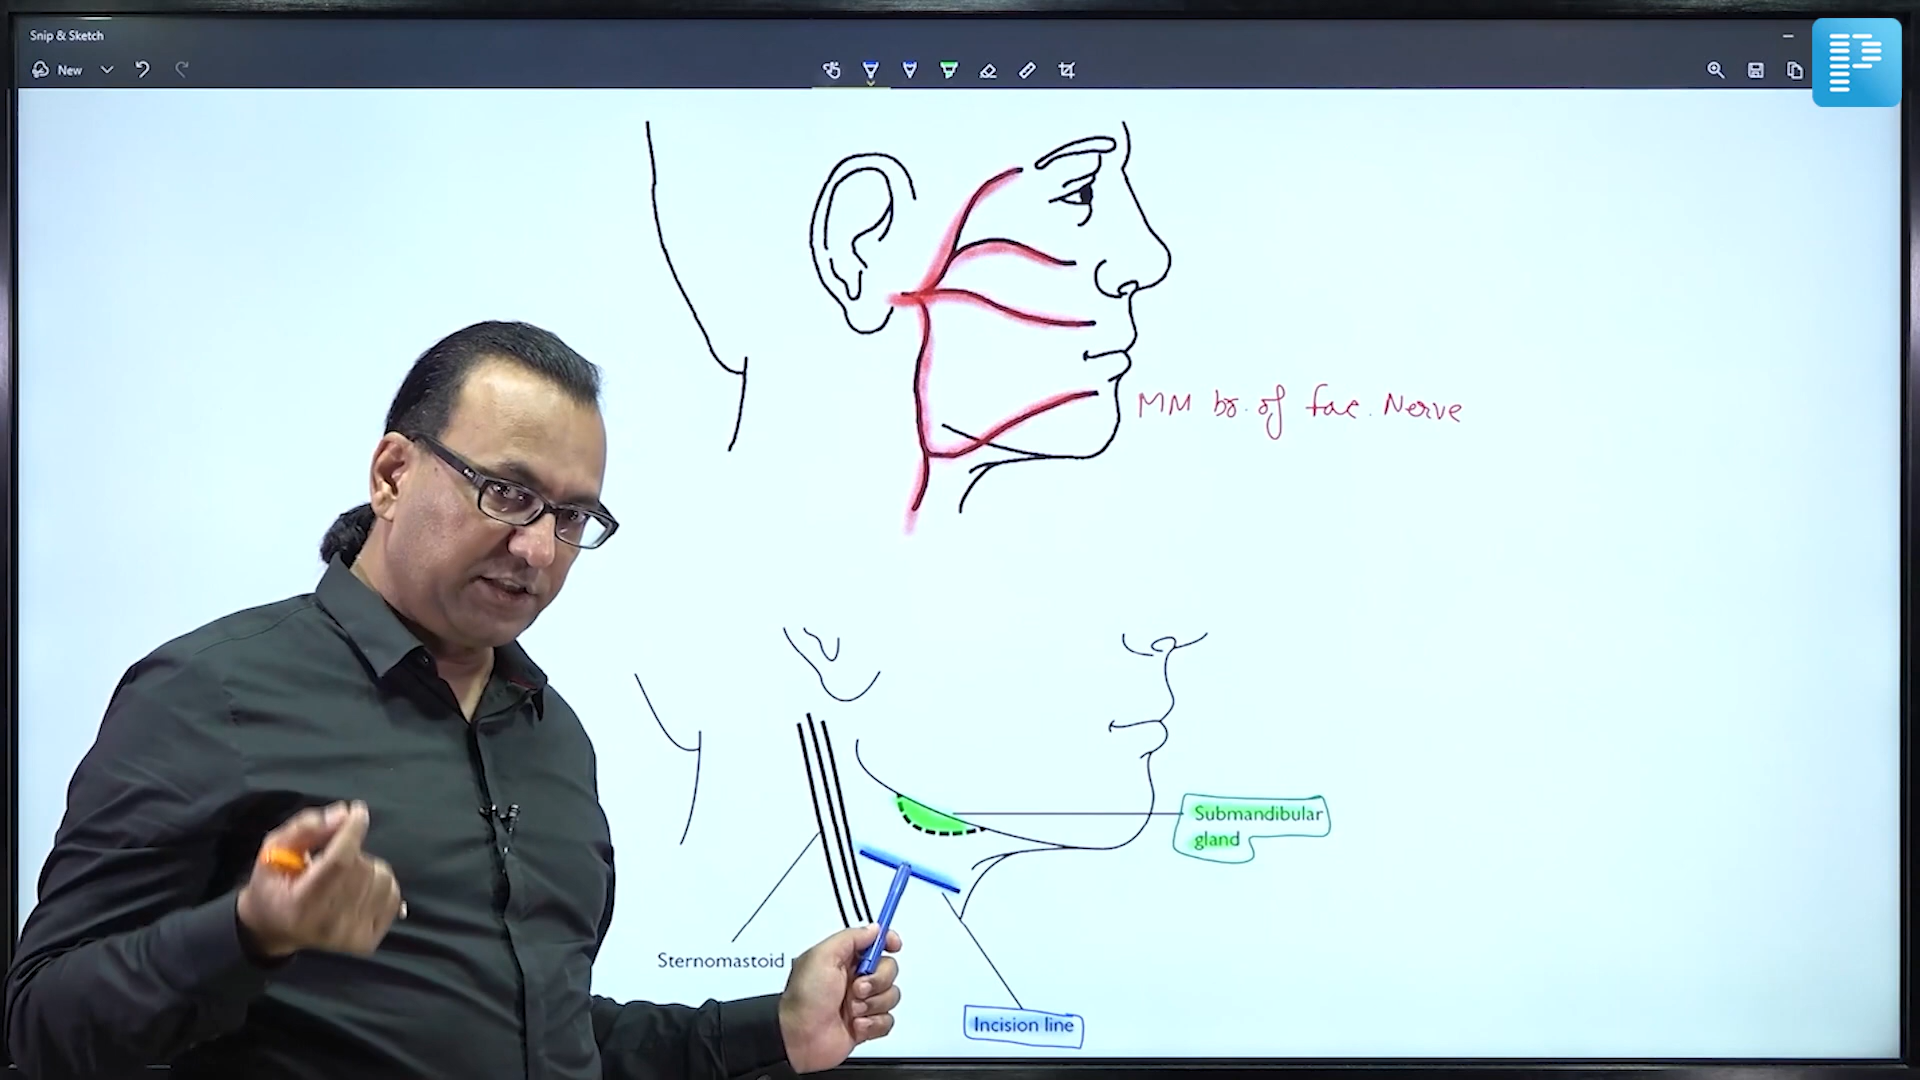 Snip & Sketch
New
MM br. of fac. Nerve
Submandibular
gland
Sternomastoid
Incision line